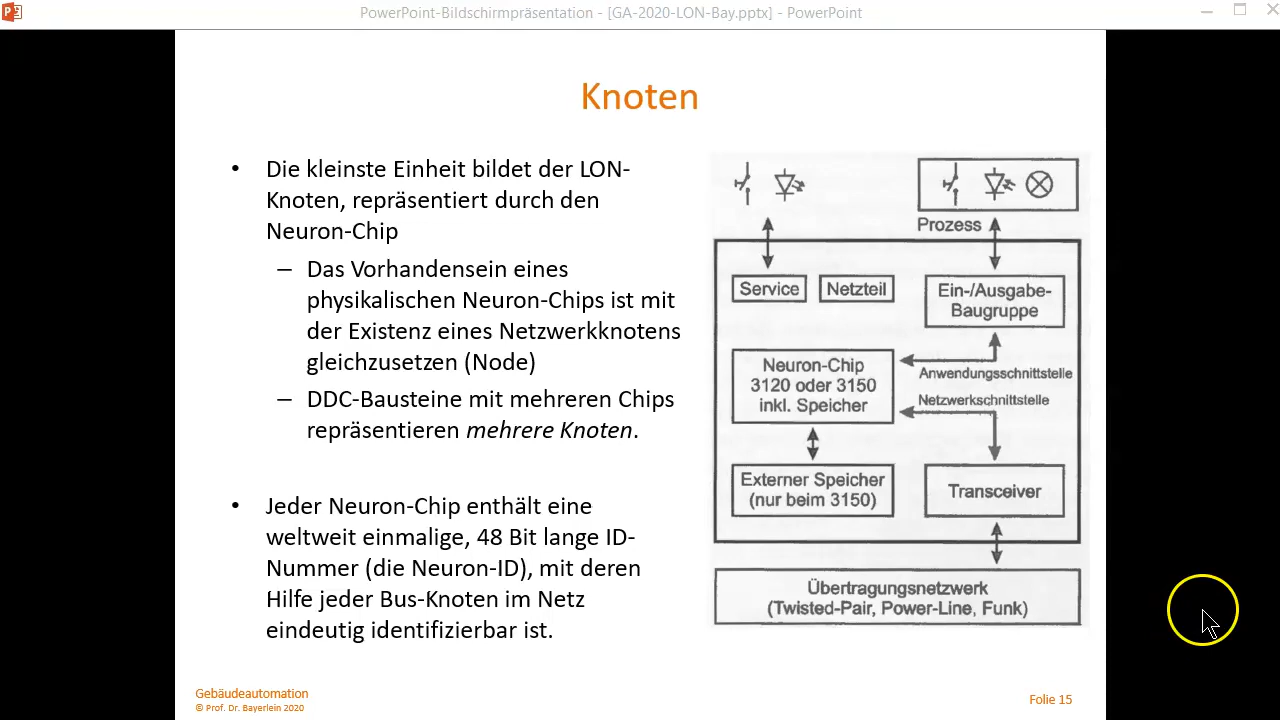 PowerPoint-Bildschirmpräsentation - [GA-2020-LON-Bay.pptx] - PowerPoint
Knoten
• Die kleinste Einheit bildet der LON-
Knoten, repräsentiert durch den
Neuron-Chip
– Das Vorhandensein eines
physikalischen Neuron-Chips ist mit
der Existenz eines Netzwerkknotens
gleichzusetzen (Node)
– DDC-Bausteine mit mehreren Chips
repräsentieren mehrere Knoten.
• Jeder Neuron-Chip enthält eine
weltweit einmalige, 48 Bit lange ID-
Nummer (die Neuron-ID), mit deren
Hilfe jeder Bus-Knoten im Netz
eindeutig identifizierbar ist.
Prozess
Service
Netzteil
Ein-/Ausgabe-
Baugruppe
Neuron-Chip
3120 oder 3150
inkl. Speicher
Anwendungsschnittstelle
Netzwerkschnittstelle
Externer Speicher
(nur beim 3150)
Transceiver
Übertragungsnetzwerk
(Twisted-Pair, Power-Line, Funk)
Gebäudeautomation
© Prof. Dr. Bayerlein 2020
Folie 15